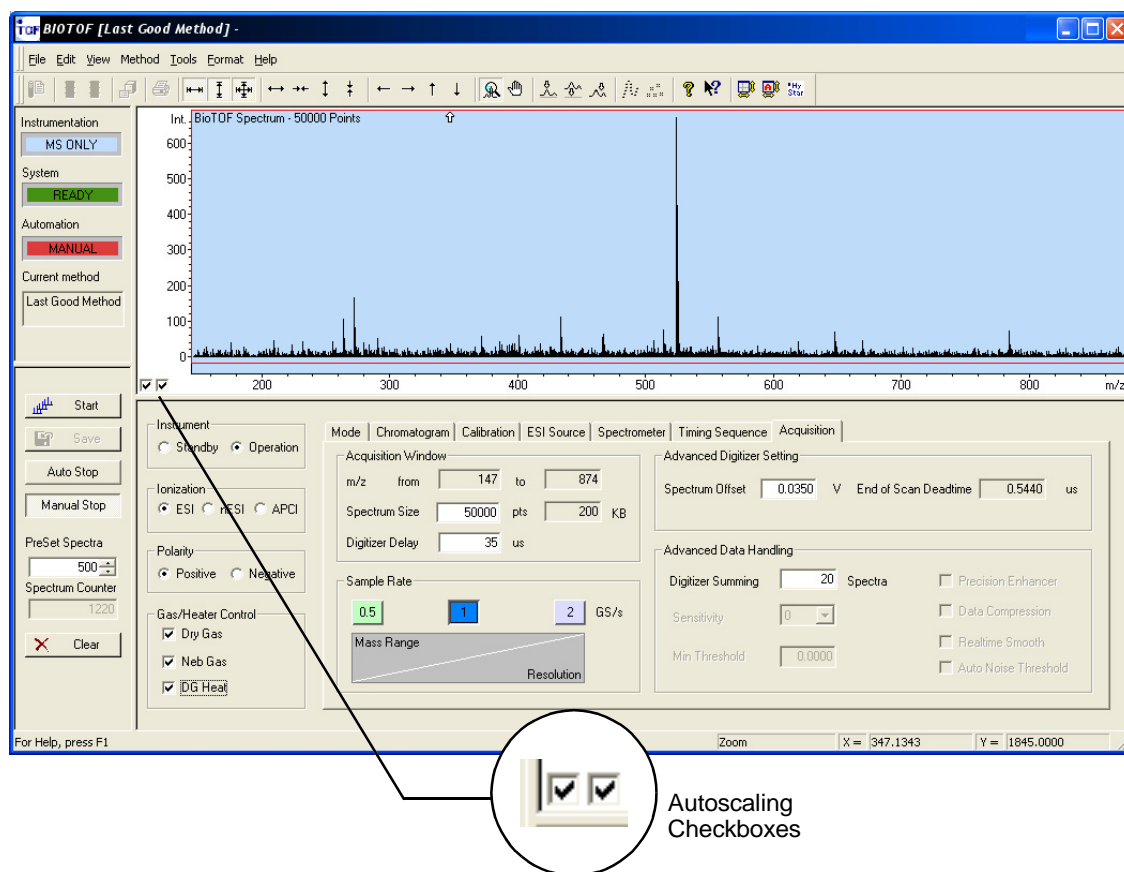 ToF BIOTOF [Last Good Method] -
File Edit View Method Tools Format Help
Hy
Star
Instrumentation
MS ONLY
System
READY
Automation
MANUAL
Current method
Last Good Method
Int. BioTOF Spectrum - 50000 Points
600
500
400
300
200
100
0
200 300 400 500 600 700 800 m/z
Start
Save
Auto Stop
Manual Stop
PreSet Spectra
500
Spectrum Counter
1220
Clear
Instrument
Standby Operation
Ionization
ESI nESI APCI
Polarity
Positive Negative
Gas/Heater Control
Dry Gas
Neb Gas
DG Heat
Mode Chromatogram Calibration ESI Source Spectrometer Timing Sequence Acquisition
Acquisition Window
m/z from 147 to 874
Spectrum Size 50000 pts 200 KB
Digitizer Delay 35 us
Sample Rate
0.5 1 2 GS/s
Mass Range
Resolution
Advanced Digitizer Setting
Spectrum Offset 0.0350 V End of Scan Deadtime 0.5440 us
Advanced Data Handling
Digitizer Summing 20 Spectra
Sensitivity 0
Min Threshold 0.0000
Precision Enhancer
Data Compression
Realtime Smooth
Auto Noise Threshold
For Help, press F1
Zoom X = 347.1343 Y = 1845.0000
Autoscaling
Checkboxes